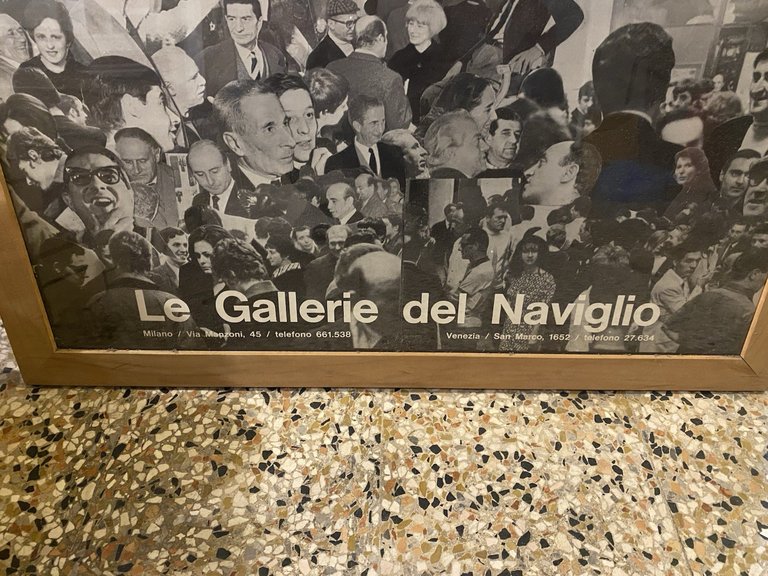 Le Gallerie del Naviglio
Milano / Via Manzoni, 45 / telefono 661.538
Venezia / San Marco, 1652 / telefono 27.634